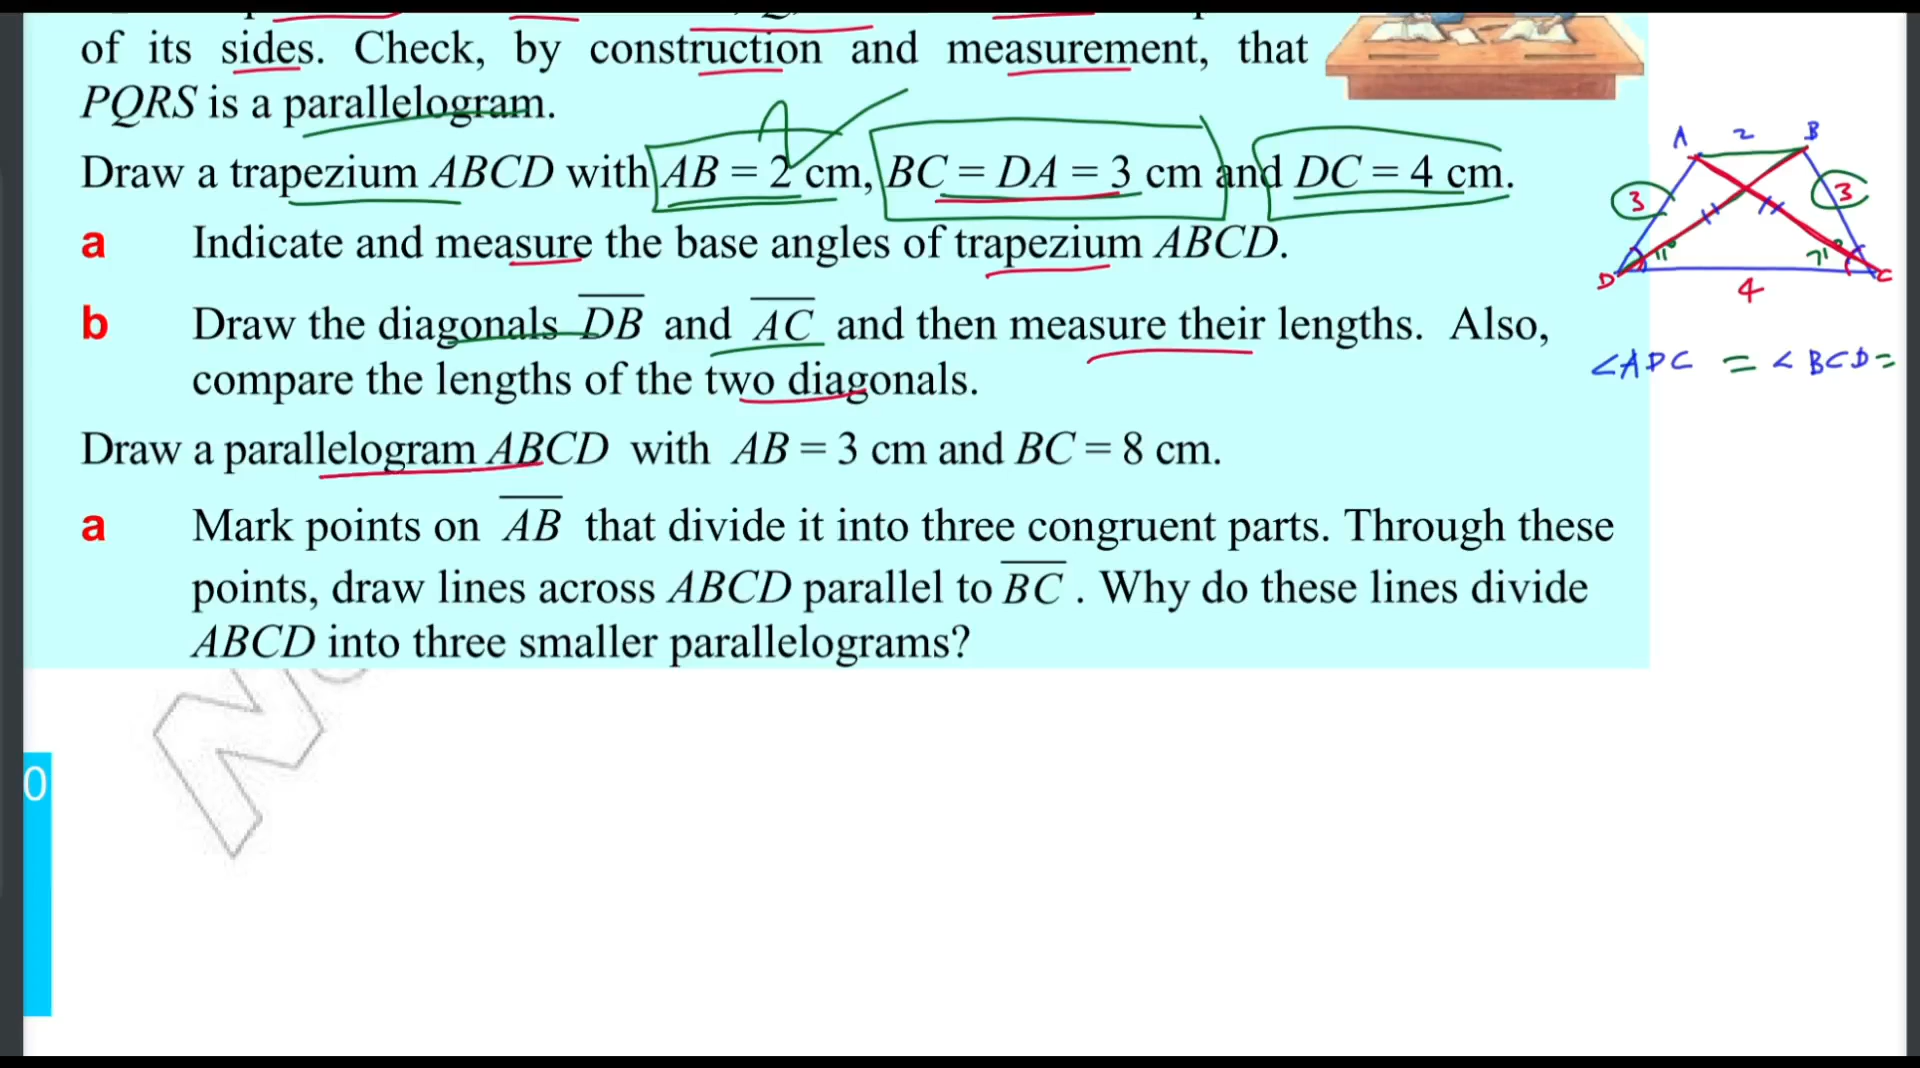 of its sides. Check, by construction and measurement, that
PQRS is a parallelogram.
Draw a trapezium ABCD with AB = 2 cm, BC = DA = 3 cm and DC = 4 cm.
a Indicate and measure the base angles of trapezium ABCD.
b Draw the diagonals DB and AC and then measure their lengths. Also,
compare the lengths of the two diagonals.
Draw a parallelogram ABCD with AB = 3 cm and BC = 8 cm.
a Mark points on AB that divide it into three congruent parts. Through these
points, draw lines across ABCD parallel to BC . Why do these lines divide
ABCD into three smaller parallelograms?
A 2 B
3 3
71°
D C
4
<ADC = <BCD=
0